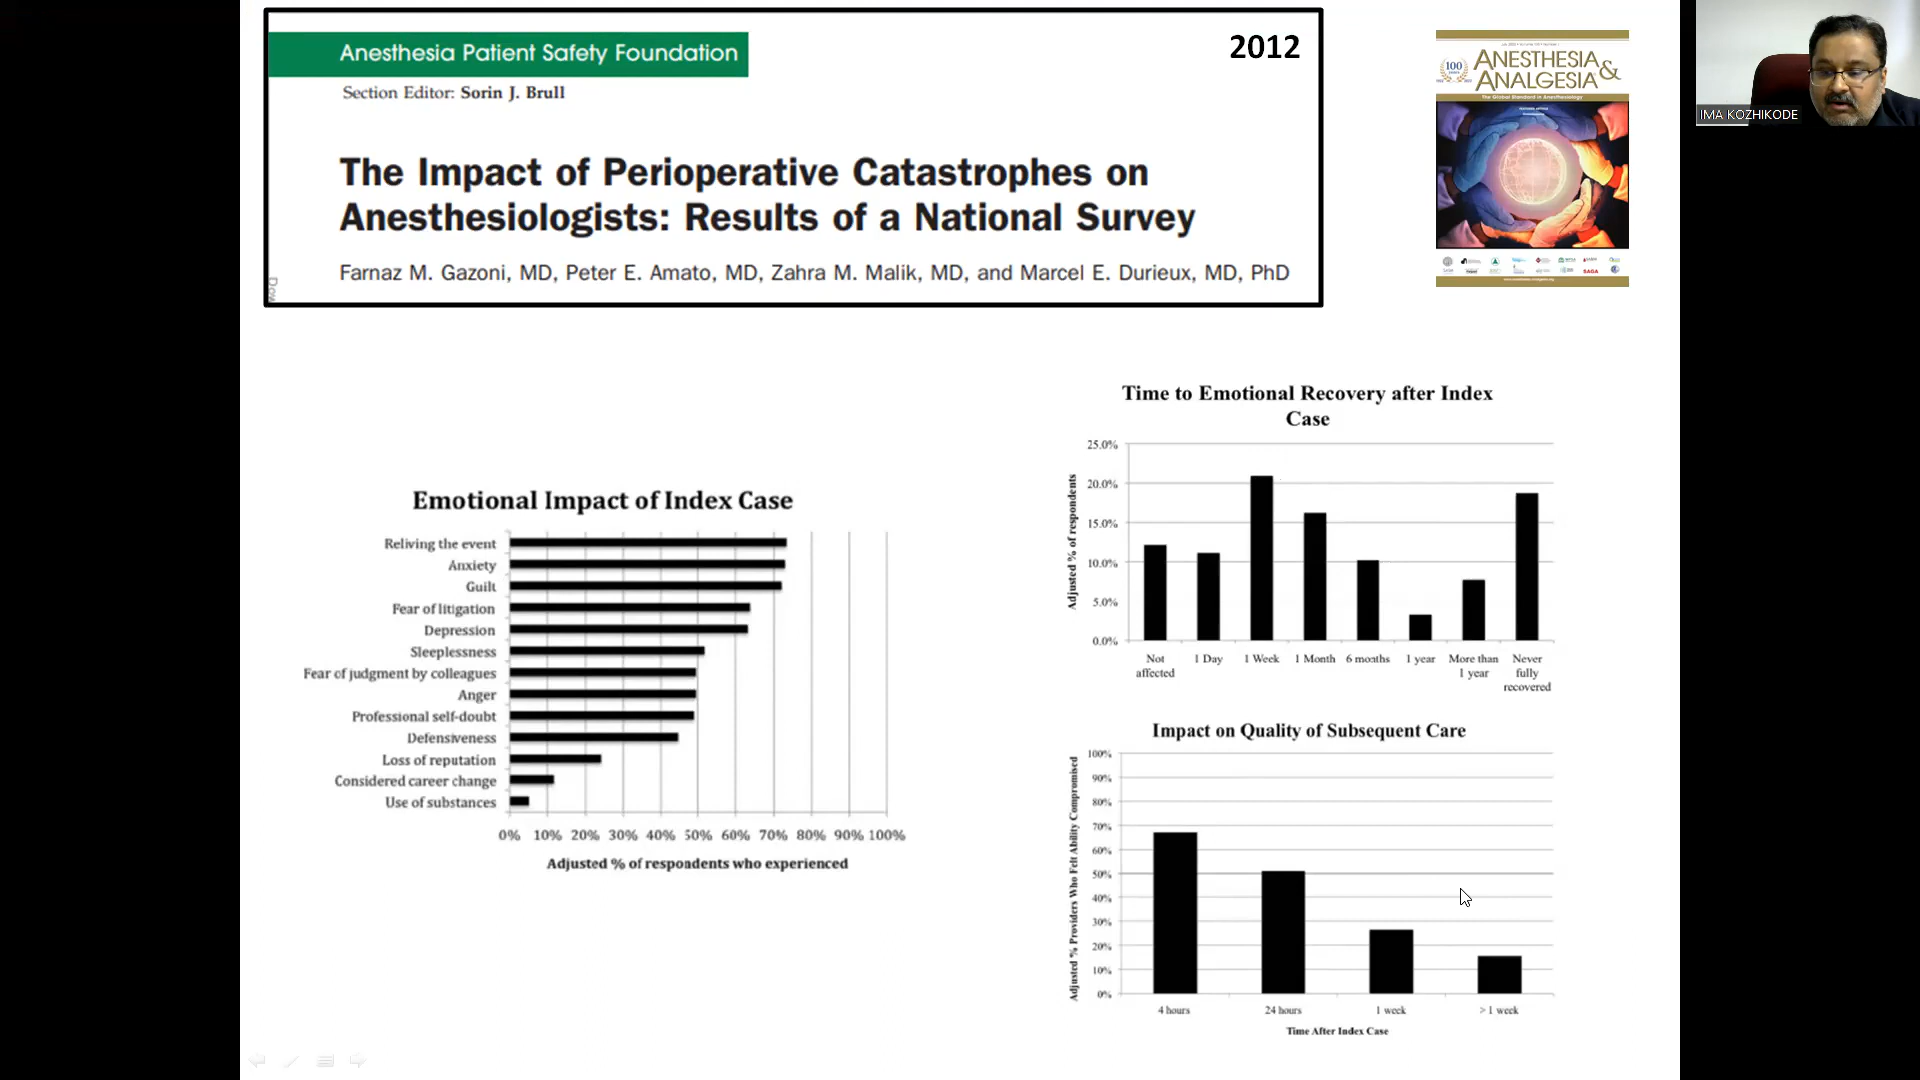 Anesthesia Patient Safety Foundation
2012
Section Editor: Sorin J. Brull
The Impact of Perioperative Catastrophes on
Anesthesiologists: Results of a National Survey
Farnaz M. Gazoni, MD, Peter E. Amato, MD, Zahra M. Malik, MD, and Marcel E. Durieux, MD, PhD
100
ANESTHESIA &
ANALGESIA
The Global Standard in Anesthesiology
IMA KOZHIKODE
Emotional Impact of Index Case
Reliving the event
Anxiety
Guilt
Fear of litigation
Depression
Sleeplessness
Fear of judgment by colleagues
Anger
Professional self-doubt
Defensiveness
Loss of reputation
Considered career change
Use of substances
0% 10% 20% 30% 40% 50% 60% 70% 80% 90% 100%
Adjusted % of respondents who experienced
Time to Emotional Recovery after Index
Case
Adjusted % of respondents
25.0%
20.0%
15.0%
10.0%
5.0%
0.0%
Not affected
1 Day
1 Week
1 Month
6 months
1 year
More than 1 year
Never fully recovered
Impact on Quality of Subsequent Care
Adjusted % Providers Who Felt Ability Compromised
100%
90%
80%
70%
60%
50%
40%
30%
20%
10%
0%
4 hours 24 hours 1 week > 1 week
Time After Index Case